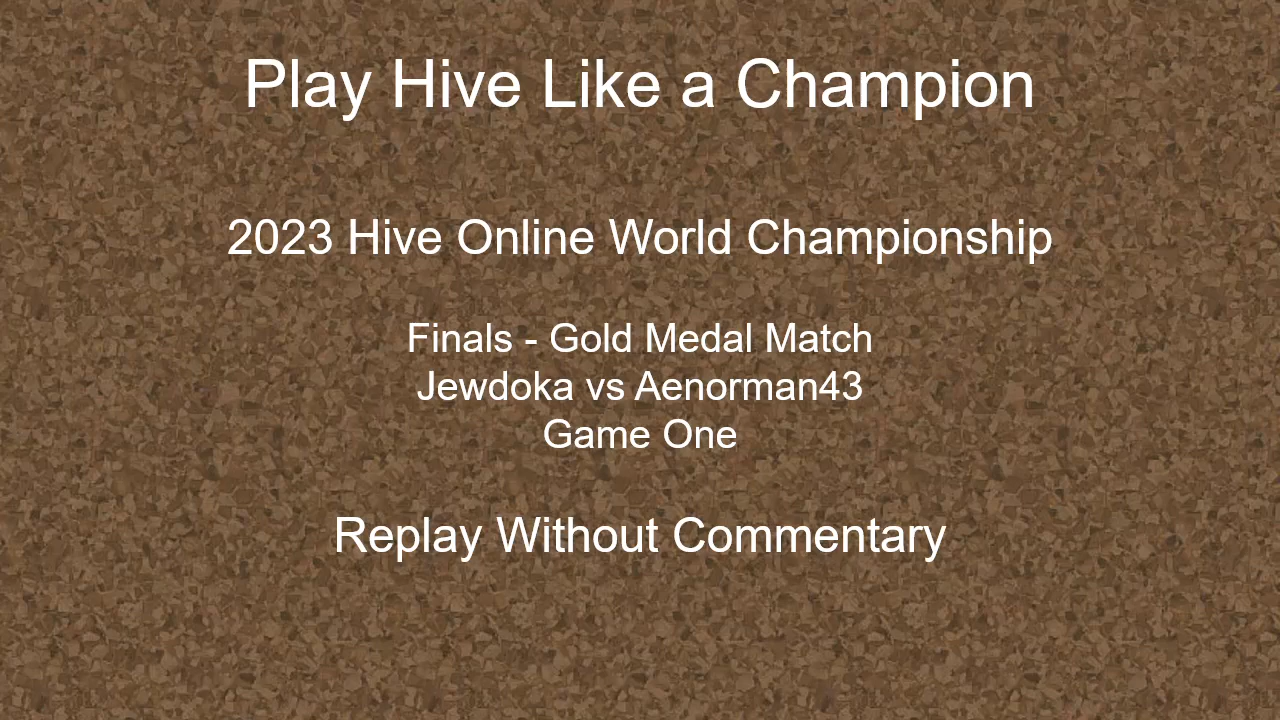 Play Hive Like a Champion
2023 Hive Online World Championship
Finals - Gold Medal Match
Jewdoka vs Aenorman43
Game One
Replay Without Commentary